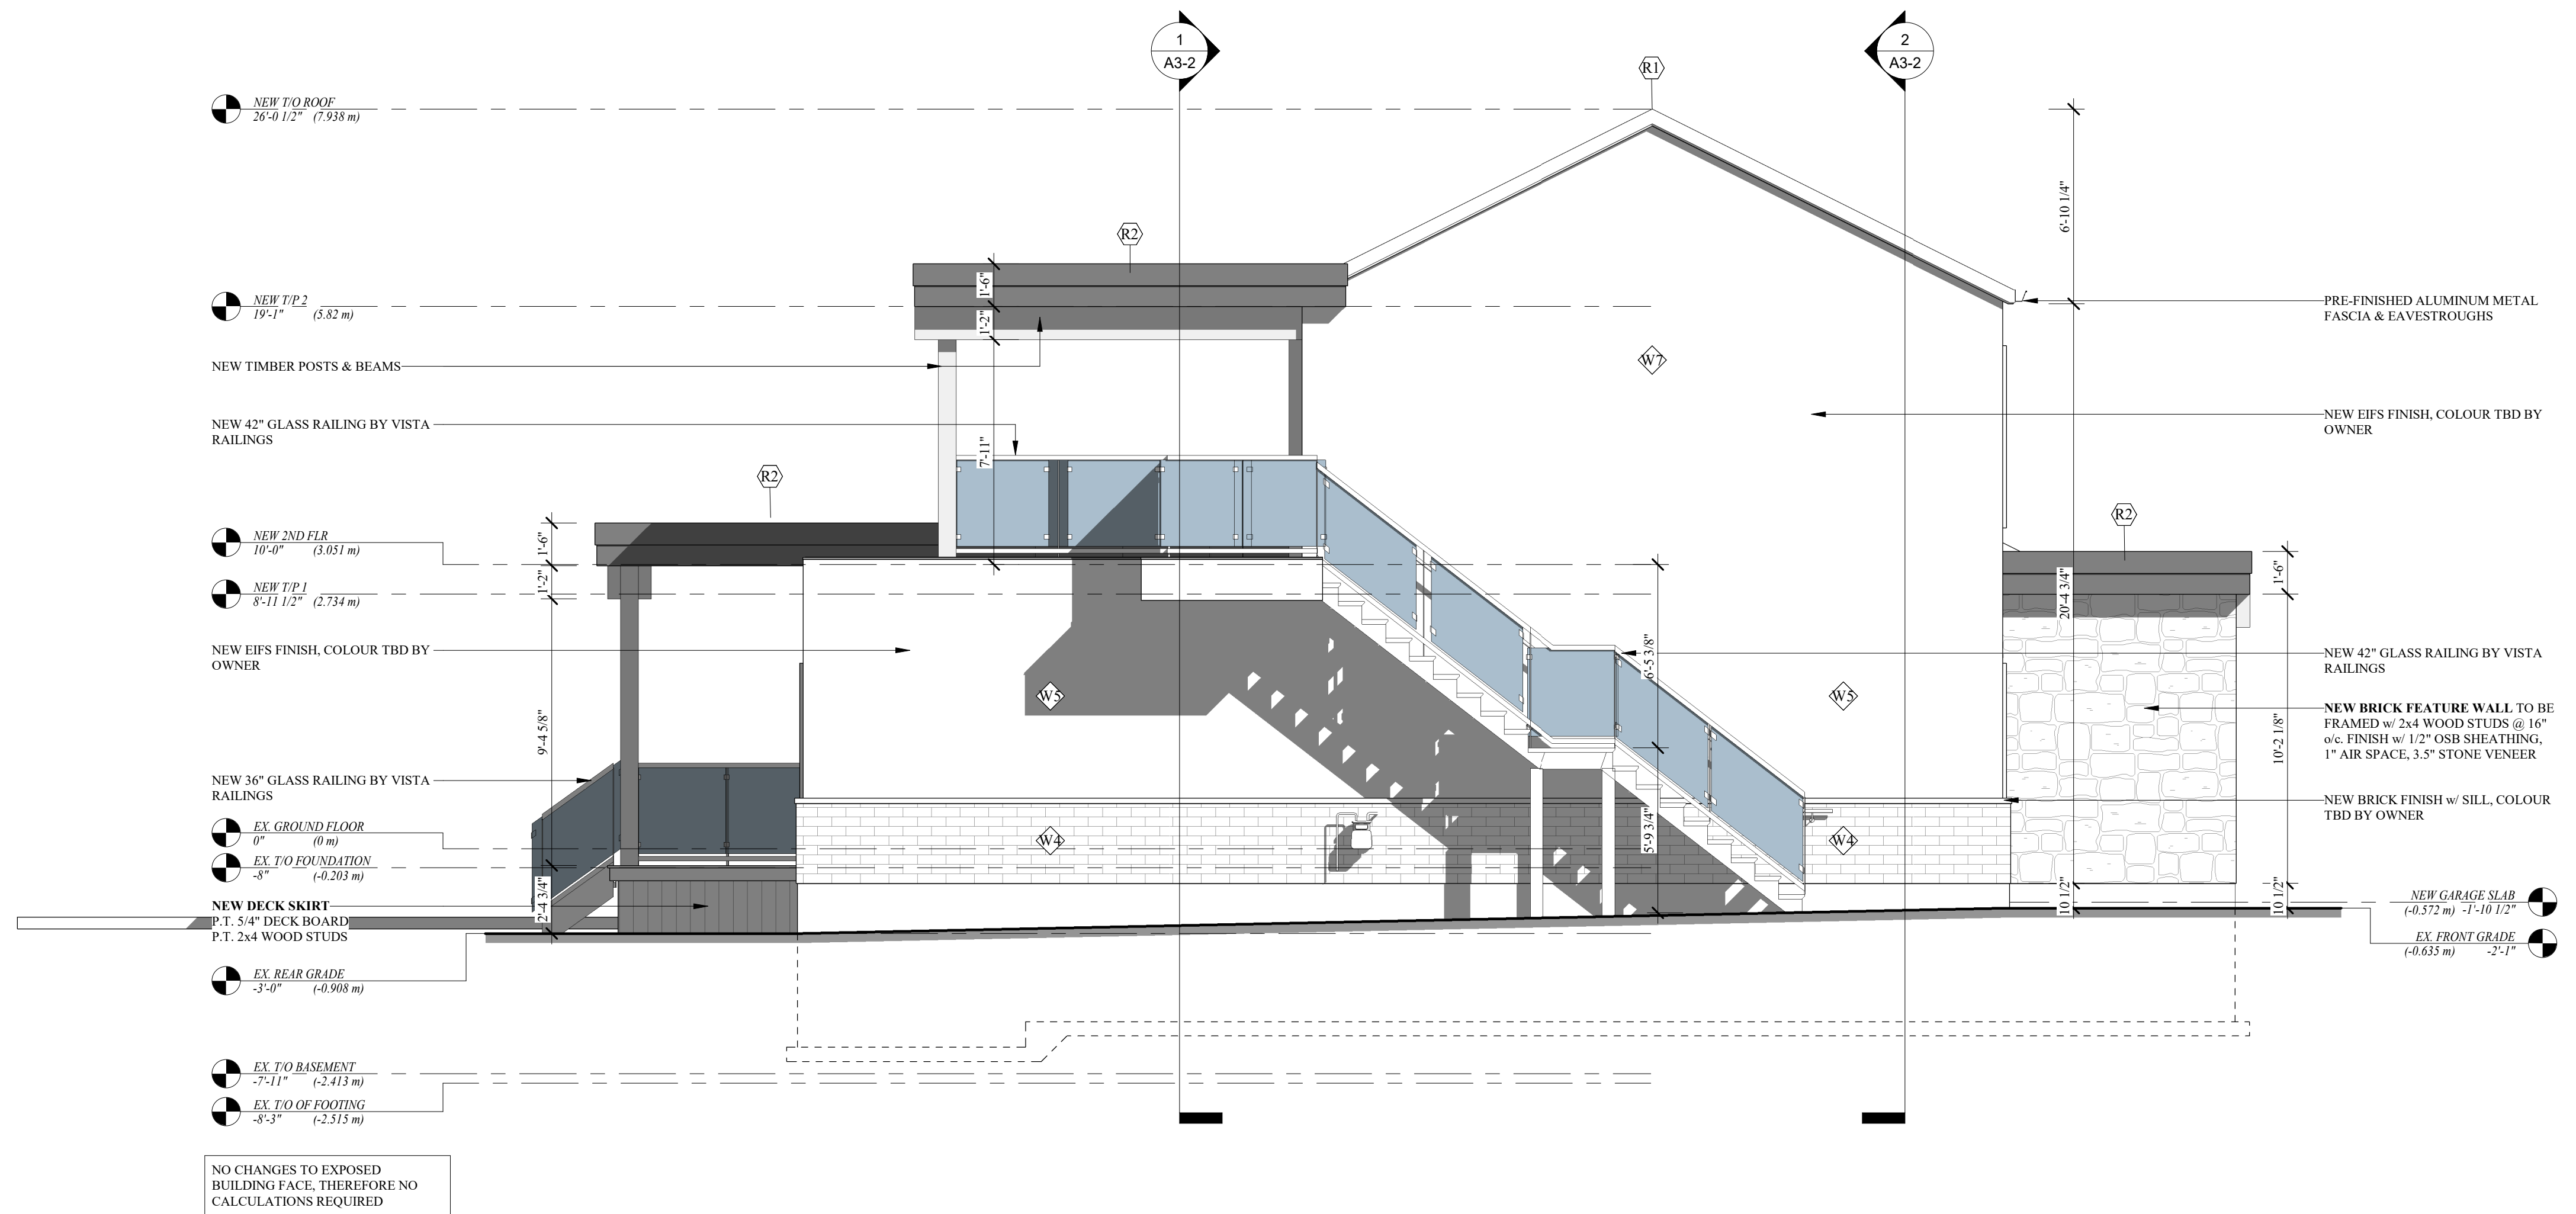 1
A3-2
2
A3-2
R1
NEW T/O ROOF
26'-0 1/2" (7.938 m)
6'-10 1/4"
R2
1'-6"
NEW T/P 2
19'-1" (5.82 m)
1'-2"
PRE-FINISHED ALUMINUM METAL
FASCIA & EAVESTROUGHS
NEW TIMBER POSTS & BEAMS
W7
NEW 42" GLASS RAILING BY VISTA
RAILINGS
7'-11"
NEW EIFS FINISH, COLOUR TBD BY
OWNER
R2
R2
NEW 2ND FLR
10'-0" (3.051 m)
1'-6"
1'-2"
NEW T/P 1
8'-11 1/2" (2.734 m)
20'-4 3/4"
1'-6"
NEW EIFS FINISH, COLOUR TBD BY
OWNER
6'-5 3/8"
NEW 42" GLASS RAILING BY VISTA
RAILINGS
W5
W5
9'-4 5/8"
10'-2 1/8"
NEW BRICK FEATURE WALL TO BE
FRAMED w/ 2x4 WOOD STUDS @ 16"
o/c. FINISH w/ 1/2" OSB SHEATHING,
1" AIR SPACE, 3.5" STONE VENEER
NEW 36" GLASS RAILING BY VISTA
RAILINGS
NEW BRICK FINISH w/ SILL, COLOUR
TBD BY OWNER
EX. GROUND FLOOR
0" (0 m)
W4
5'-9 3/4"
W4
EX. T/O FOUNDATION
-8" (-0.203 m)
2'-4 3/4"
10 1/2"
10 1/2"
NEW DECK SKIRT
P.T. 5/4" DECK BOARD
P.T. 2x4 WOOD STUDS
NEW GARAGE SLAB
(-0.572 m) -1'-10 1/2"
EX. FRONT GRADE
(-0.635 m) -2'-1"
EX. REAR GRADE
-3'-0" (-0.908 m)
EX. T/O BASEMENT
-7'-11" (-2.413 m)
EX. T/O OF FOOTING
-8'-3" (-2.515 m)
NO CHANGES TO EXPOSED
BUILDING FACE, THEREFORE NO
CALCULATIONS REQUIRED